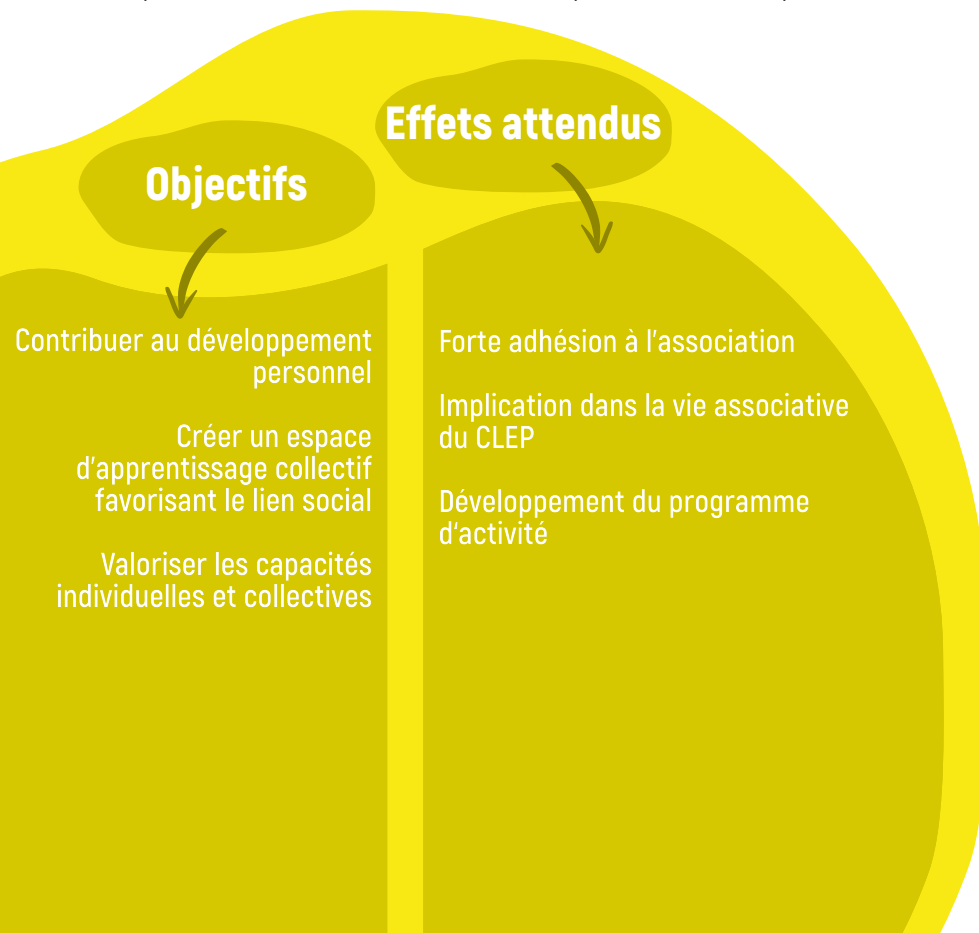 Objectifs
Contribuer au développement
personnel
Créer un espace
d'apprentissage collectif
favorisant le lien social
Valoriser les capacités
individuelles et collectives
Effets attendus
Forte adhésion à l'association
Implication dans la vie associative
du CLEP
Développement du programme
d'activité